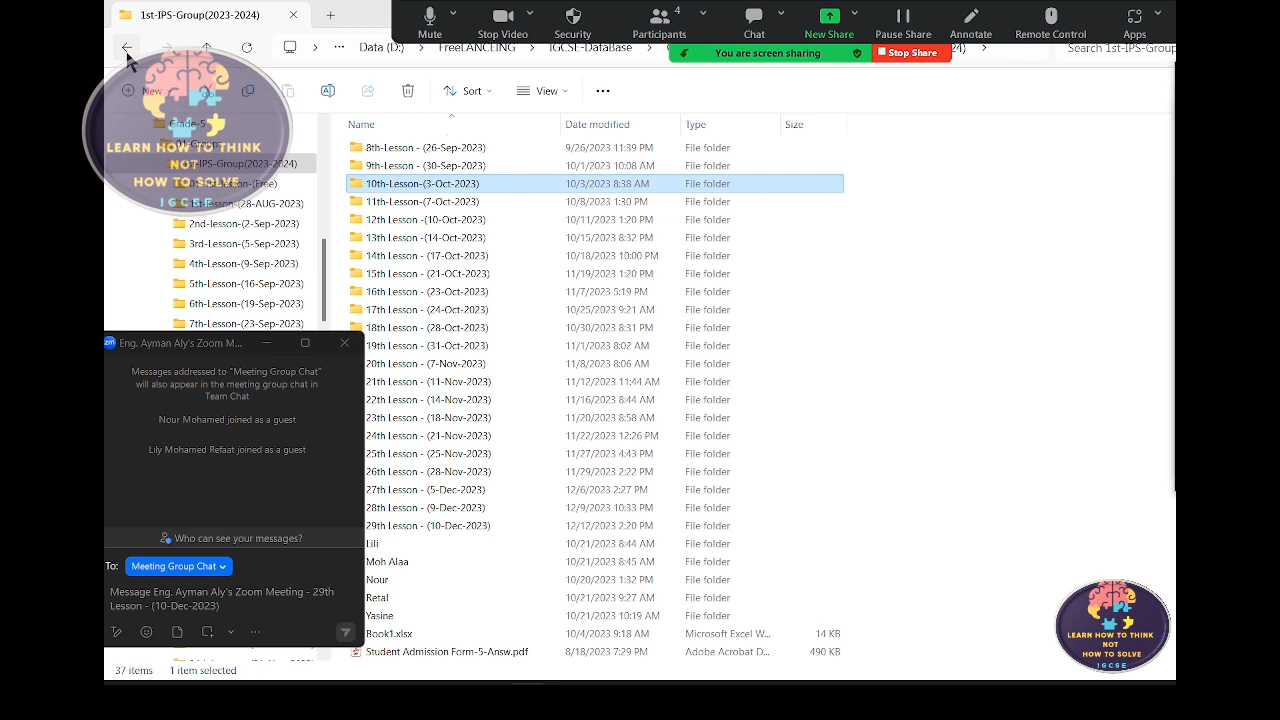 1st-IPS-Group(2023-2024)
Mute
Stop Video
Security
Participants
4
Chat
New Share
Pause Share
Annotate
Remote Control
Apps
Data (D:)
FreeLANCEING
IGCSE-DataBase
Search 1st-IPS-Group(202
You are screen sharing
Stop Share
New
Sort
View
Name
Date modified
Type
Size
Grade-5
1st-IPS-Group(2023-2024)
1st-lesson-(28-AUG-2023)
2nd-lesson-(2-Sep-2023)
3rd-Lesson-(5-Sep-2023)
4th-Lesson-(9-Sep-2023)
5th-Lesson-(16-Sep-2023)
6th-Lesson-(19-Sep-2023)
7th-Lesson-(23-Sep-2023)
LEARN HOW TO THINK
NOT
HOW TO SOLVE
IGCSE
8th-Lesson - (26-Sep-2023) 9/26/2023 11:39 PM File folder
9th-Lesson - (30-Sep-2023) 10/1/2023 10:08 AM File folder
10th-Lesson-(3-Oct-2023) 10/3/2023 8:38 AM File folder
11th-Lesson-(7-Oct-2023) 10/8/2023 1:30 PM File folder
12th Lesson -(10-Oct-2023) 10/11/2023 1:20 PM File folder
13th Lesson -(14-Oct-2023) 10/15/2023 8:32 PM File folder
14th Lesson - (17-Oct-2023) 10/18/2023 10:00 PM File folder
15th Lesson - (21-Oct-2023) 11/19/2023 1:20 PM File folder
16th Lesson - (23-Oct-2023) 11/7/2023 5:19 PM File folder
17th Lesson - (24-Oct-2023) 10/25/2023 9:21 AM File folder
18th Lesson - (28-Oct-2023) 10/30/2023 8:31 PM File folder
19th Lesson - (31-Oct-2023) 11/1/2023 8:02 AM File folder
20th Lesson - (7-Nov-2023) 11/8/2023 8:06 AM File folder
21th Lesson - (11-Nov-2023) 11/12/2023 11:44 AM File folder
22th Lesson - (14-Nov-2023) 11/16/2023 8:44 AM File folder
23th Lesson - (18-Nov-2023) 11/20/2023 8:58 AM File folder
24th Lesson - (21-Nov-2023) 11/22/2023 12:26 PM File folder
25th Lesson - (25-Nov-2023) 11/27/2023 4:43 PM File folder
26th Lesson - (28-Nov-2023) 11/29/2023 2:22 PM File folder
27th Lesson - (5-Dec-2023) 12/6/2023 2:27 PM File folder
28th Lesson - (9-Dec-2023) 12/9/2023 10:33 PM File folder
29th Lesson - (10-Dec-2023) 12/12/2023 2:20 PM File folder
Lili 10/21/2023 8:44 AM File folder
Moh Alaa 10/21/2023 8:45 AM File folder
Nour 10/20/2023 1:32 PM File folder
Retal 10/21/2023 9:27 AM File folder
Yasine 10/21/2023 10:19 AM File folder
Book1.xlsx 10/4/2023 9:18 AM Microsoft Excel W... 14 KB
8/18/2023 7:29 PM Adobe Acrobat D... 490 KB
zm Eng. Ayman Aly's Zoom M...
Messages addressed to "Meeting Group Chat"
will also appear in the meeting group chat in
Team Chat
Nour Mohamed joined as a guest
Lily Mohamed Refaat joined as a guest
Who can see your messages?
To: Meeting Group Chat
Message Eng. Ayman Aly's Zoom Meeting - 29th
Lesson - (10-Dec-2023)
37 items
1 item selected
LEARN HOW TO THINK
NOT
HOW TO SOLVE
IGCSE